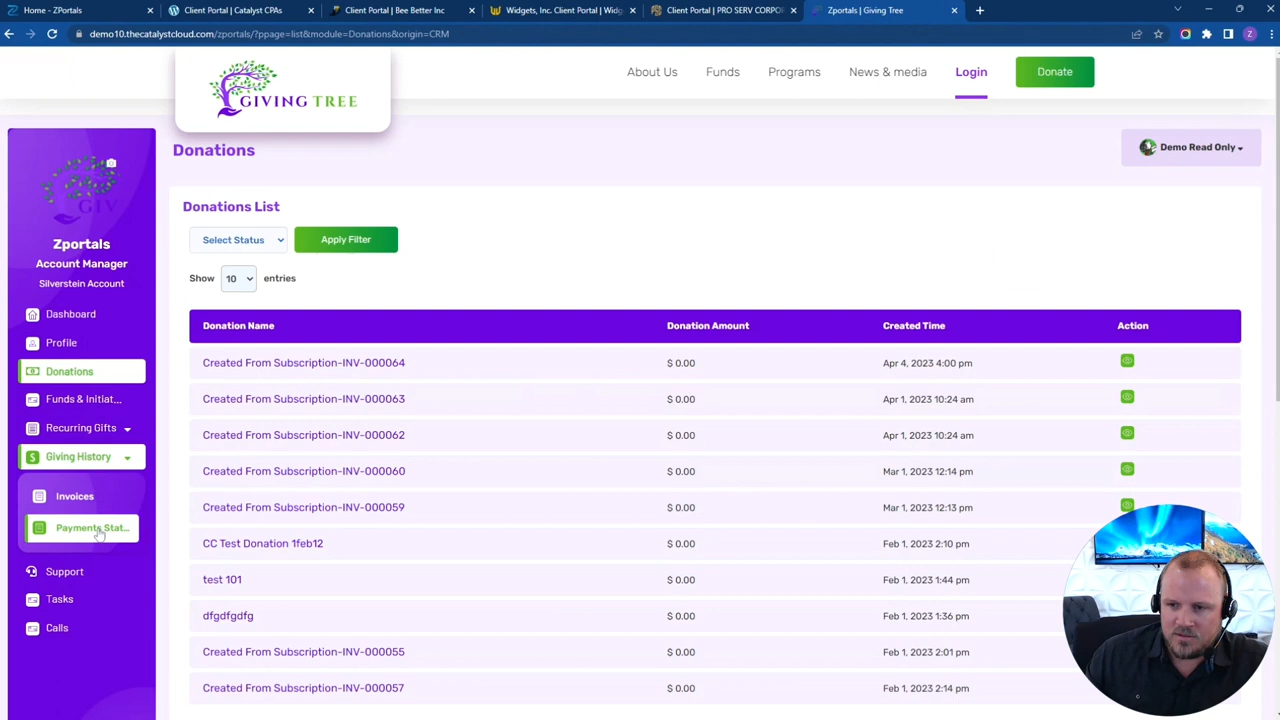 Home - ZPortals
Client Portal | Catalyst CPAs
Client Portal | Bee Better Inc
Widgets, Inc. Client Portal | Widg
Client Portal | PRO SERV CORPOR
Zportals | Giving Tree
demo10.thecatalystcloud.com/zportals/?ppage=list&module=Donations&origin=CRM
GIVING TREE
About Us
Funds
Programs
News & media
Login
Donate
Donations
Demo Read Only
GIV
Zportals
Account Manager
Silverstein Account
Dashboard
Profile
Donations
Funds & Initiat...
Recurring Gifts
Giving History
Invoices
Payments Stat...
Support
Tasks
Calls
Donations List
Select Status
Apply Filter
Show 10 entries
Donation Name Donation Amount Created Time Action
Created From Subscription-INV-000064 $ 0.00 Apr 4, 2023 4:00 pm
Created From Subscription-INV-000063 $ 0.00 Apr 1, 2023 10:24 am
Created From Subscription-INV-000062 $ 0.00 Apr 1, 2023 10:24 am
Created From Subscription-INV-000060 $ 0.00 Mar 1, 2023 12:14 pm
Created From Subscription-INV-000059 $ 0.00 Mar 1, 2023 12:13 pm
CC Test Donation 1feb12 $ 0.00 Feb 1, 2023 2:10 pm
test 101 $ 0.00 Feb 1, 2023 1:44 pm
dfgdfgdfg $ 0.00 Feb 1, 2023 1:36 pm
Created From Subscription-INV-000055 $ 0.00 Feb 1, 2023 2:01 pm
Created From Subscription-INV-000057 $ 0.00 Feb 1, 2023 2:14 pm